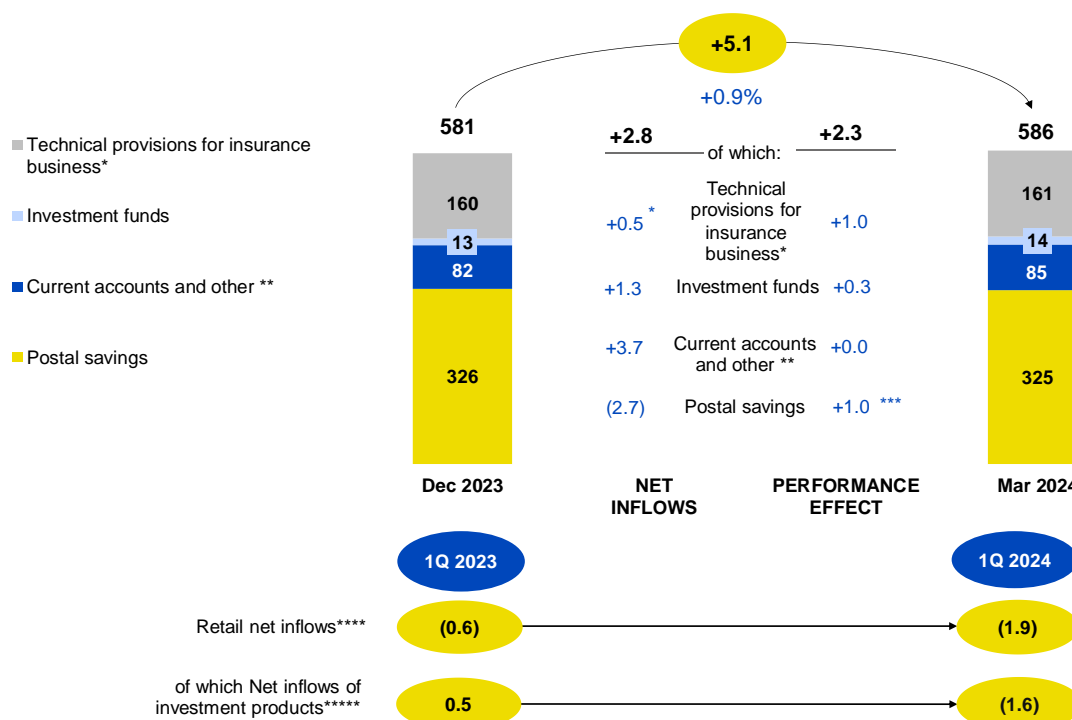 +5.1
+0.9%
581
586
+2.8
of which:
+2.3
Technical provisions for insurance
business*
Investment funds
Current accounts and other **
Postal savings
160
13
82
326
Dec 2023
+0.5 *
Technical
provisions for
insurance
business*
+1.0
+1.3
Investment funds
+0.3
+3.7
Current accounts
and other **
+0.0
(2.7)
Postal savings
+1.0 ***
NET
INFLOWS
PERFORMANCE
EFFECT
161
14
85
325
Mar 2024
1Q 2023
1Q 2024
Retail net inflows****
(0.6)
(1.9)
of which Net inflows of
investment products*****
0.5
(1.6)